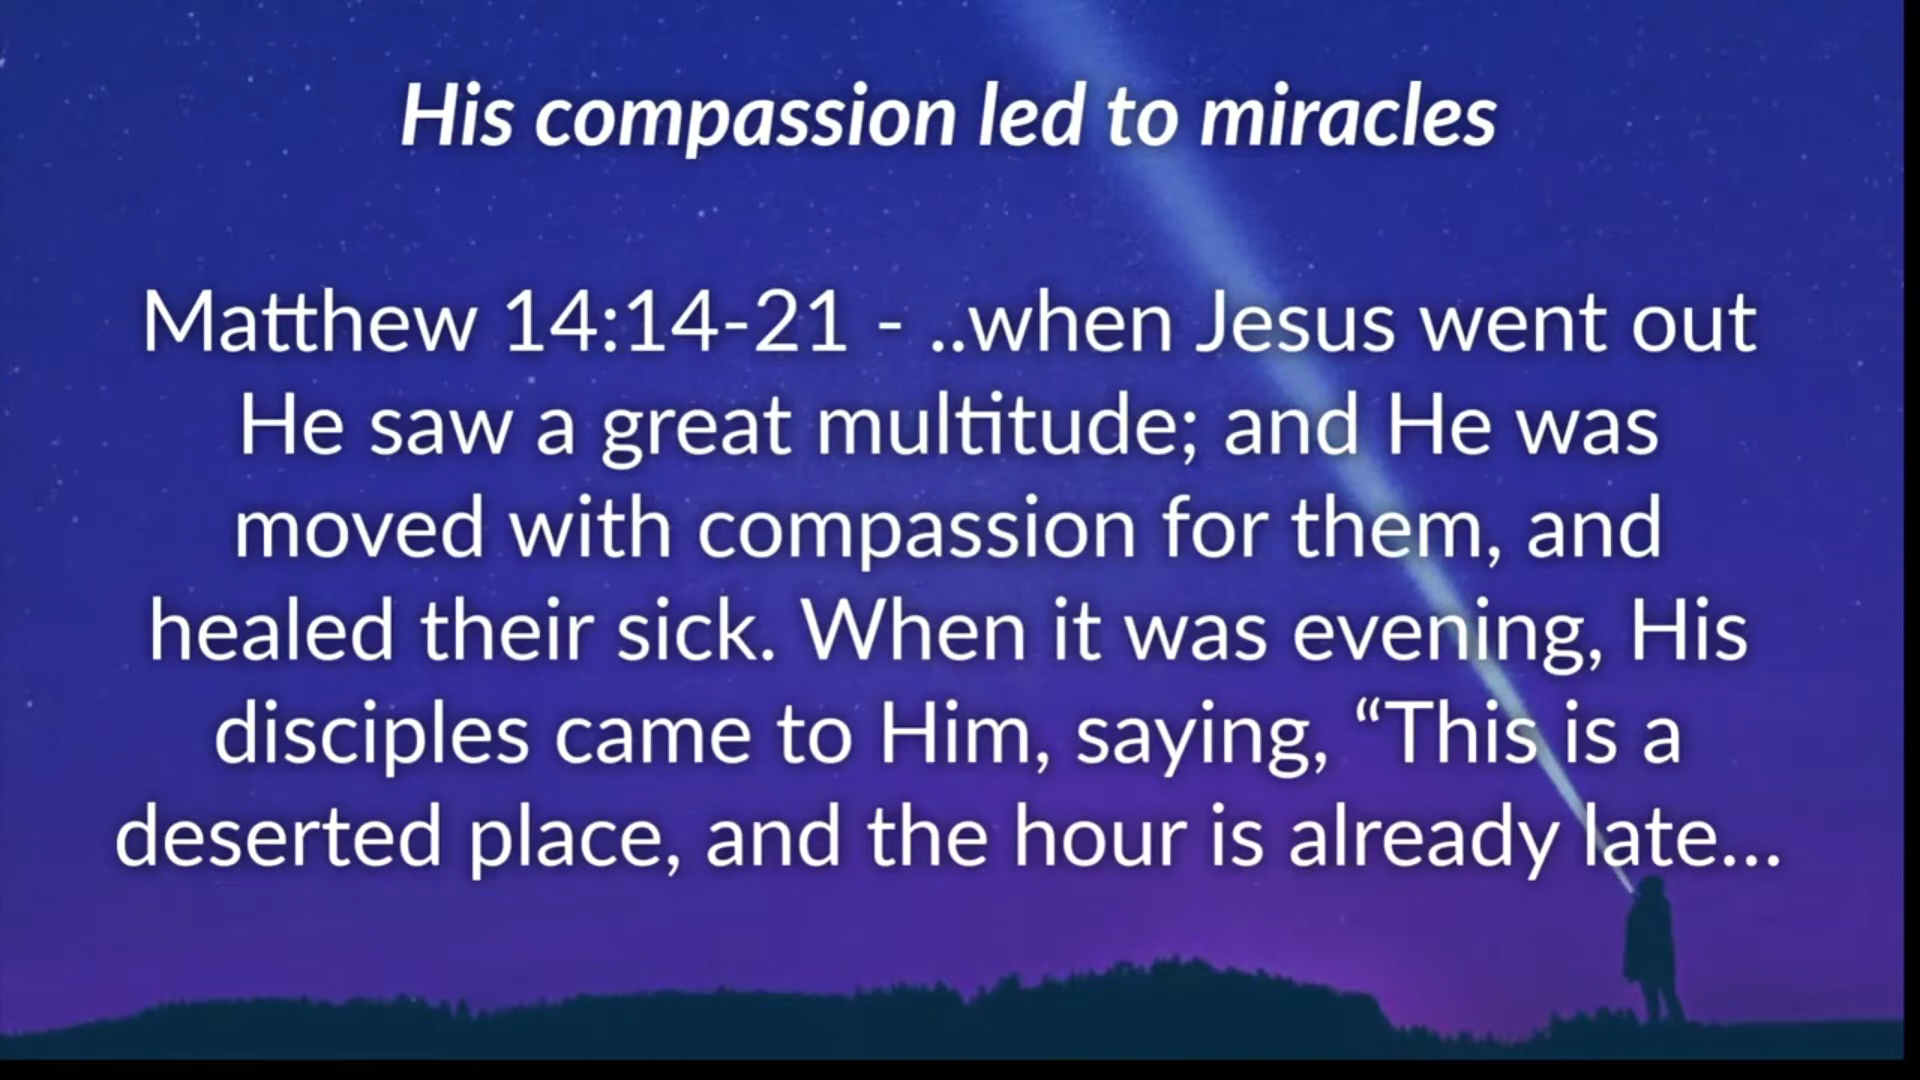 His compassion led to miracles
Matthew 14:14-21 - ..when Jesus went out
He saw a great multitude; and He was
moved with compassion for them, and
healed their sick. When it was evening, His
disciples came to Him, saying, “This is a
deserted place, and the hour is already late...